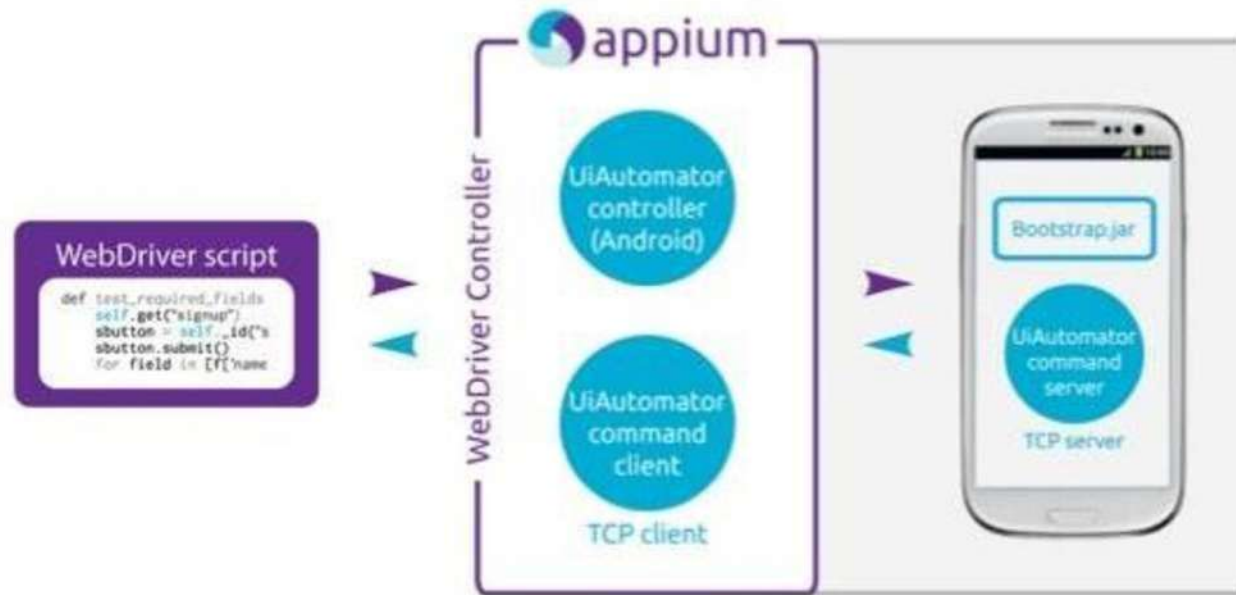 appium
WebDriver script
def test_required_fields
self.get("signup")
sbutton = self._id("s
sbutton.submit()
for field in [f['name
WebDriver Controller
UiAutomator
controller
(Android)
UiAutomator
command
client
TCP client
Bootstrap.jar
UiAutomator
command
server
TCP server